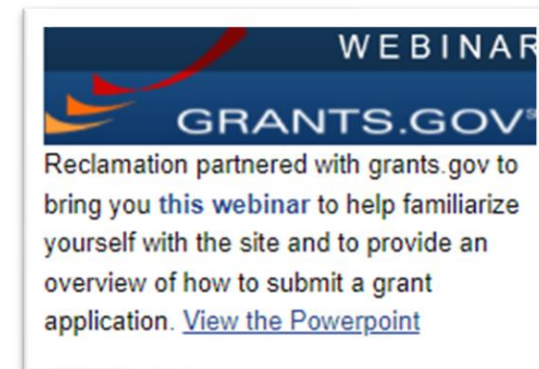 WEBINAR
GRANTS.GOV
Reclamation partnered with grants.gov to
bring you this webinar to help familiarize
yourself with the site and to provide an
overview of how to submit a grant
application. View the Powerpoint